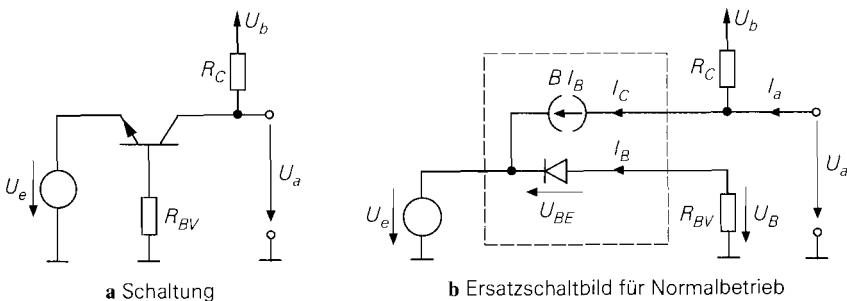 U_b
R_C
U_e
R_BV
U_a
a Schaltung
U_b
R_C
B I_B
I_C
I_a
I_B
U_BE
U_e
R_BV
U_B
U_a
b Ersatzschaltbild für Normalbetrieb